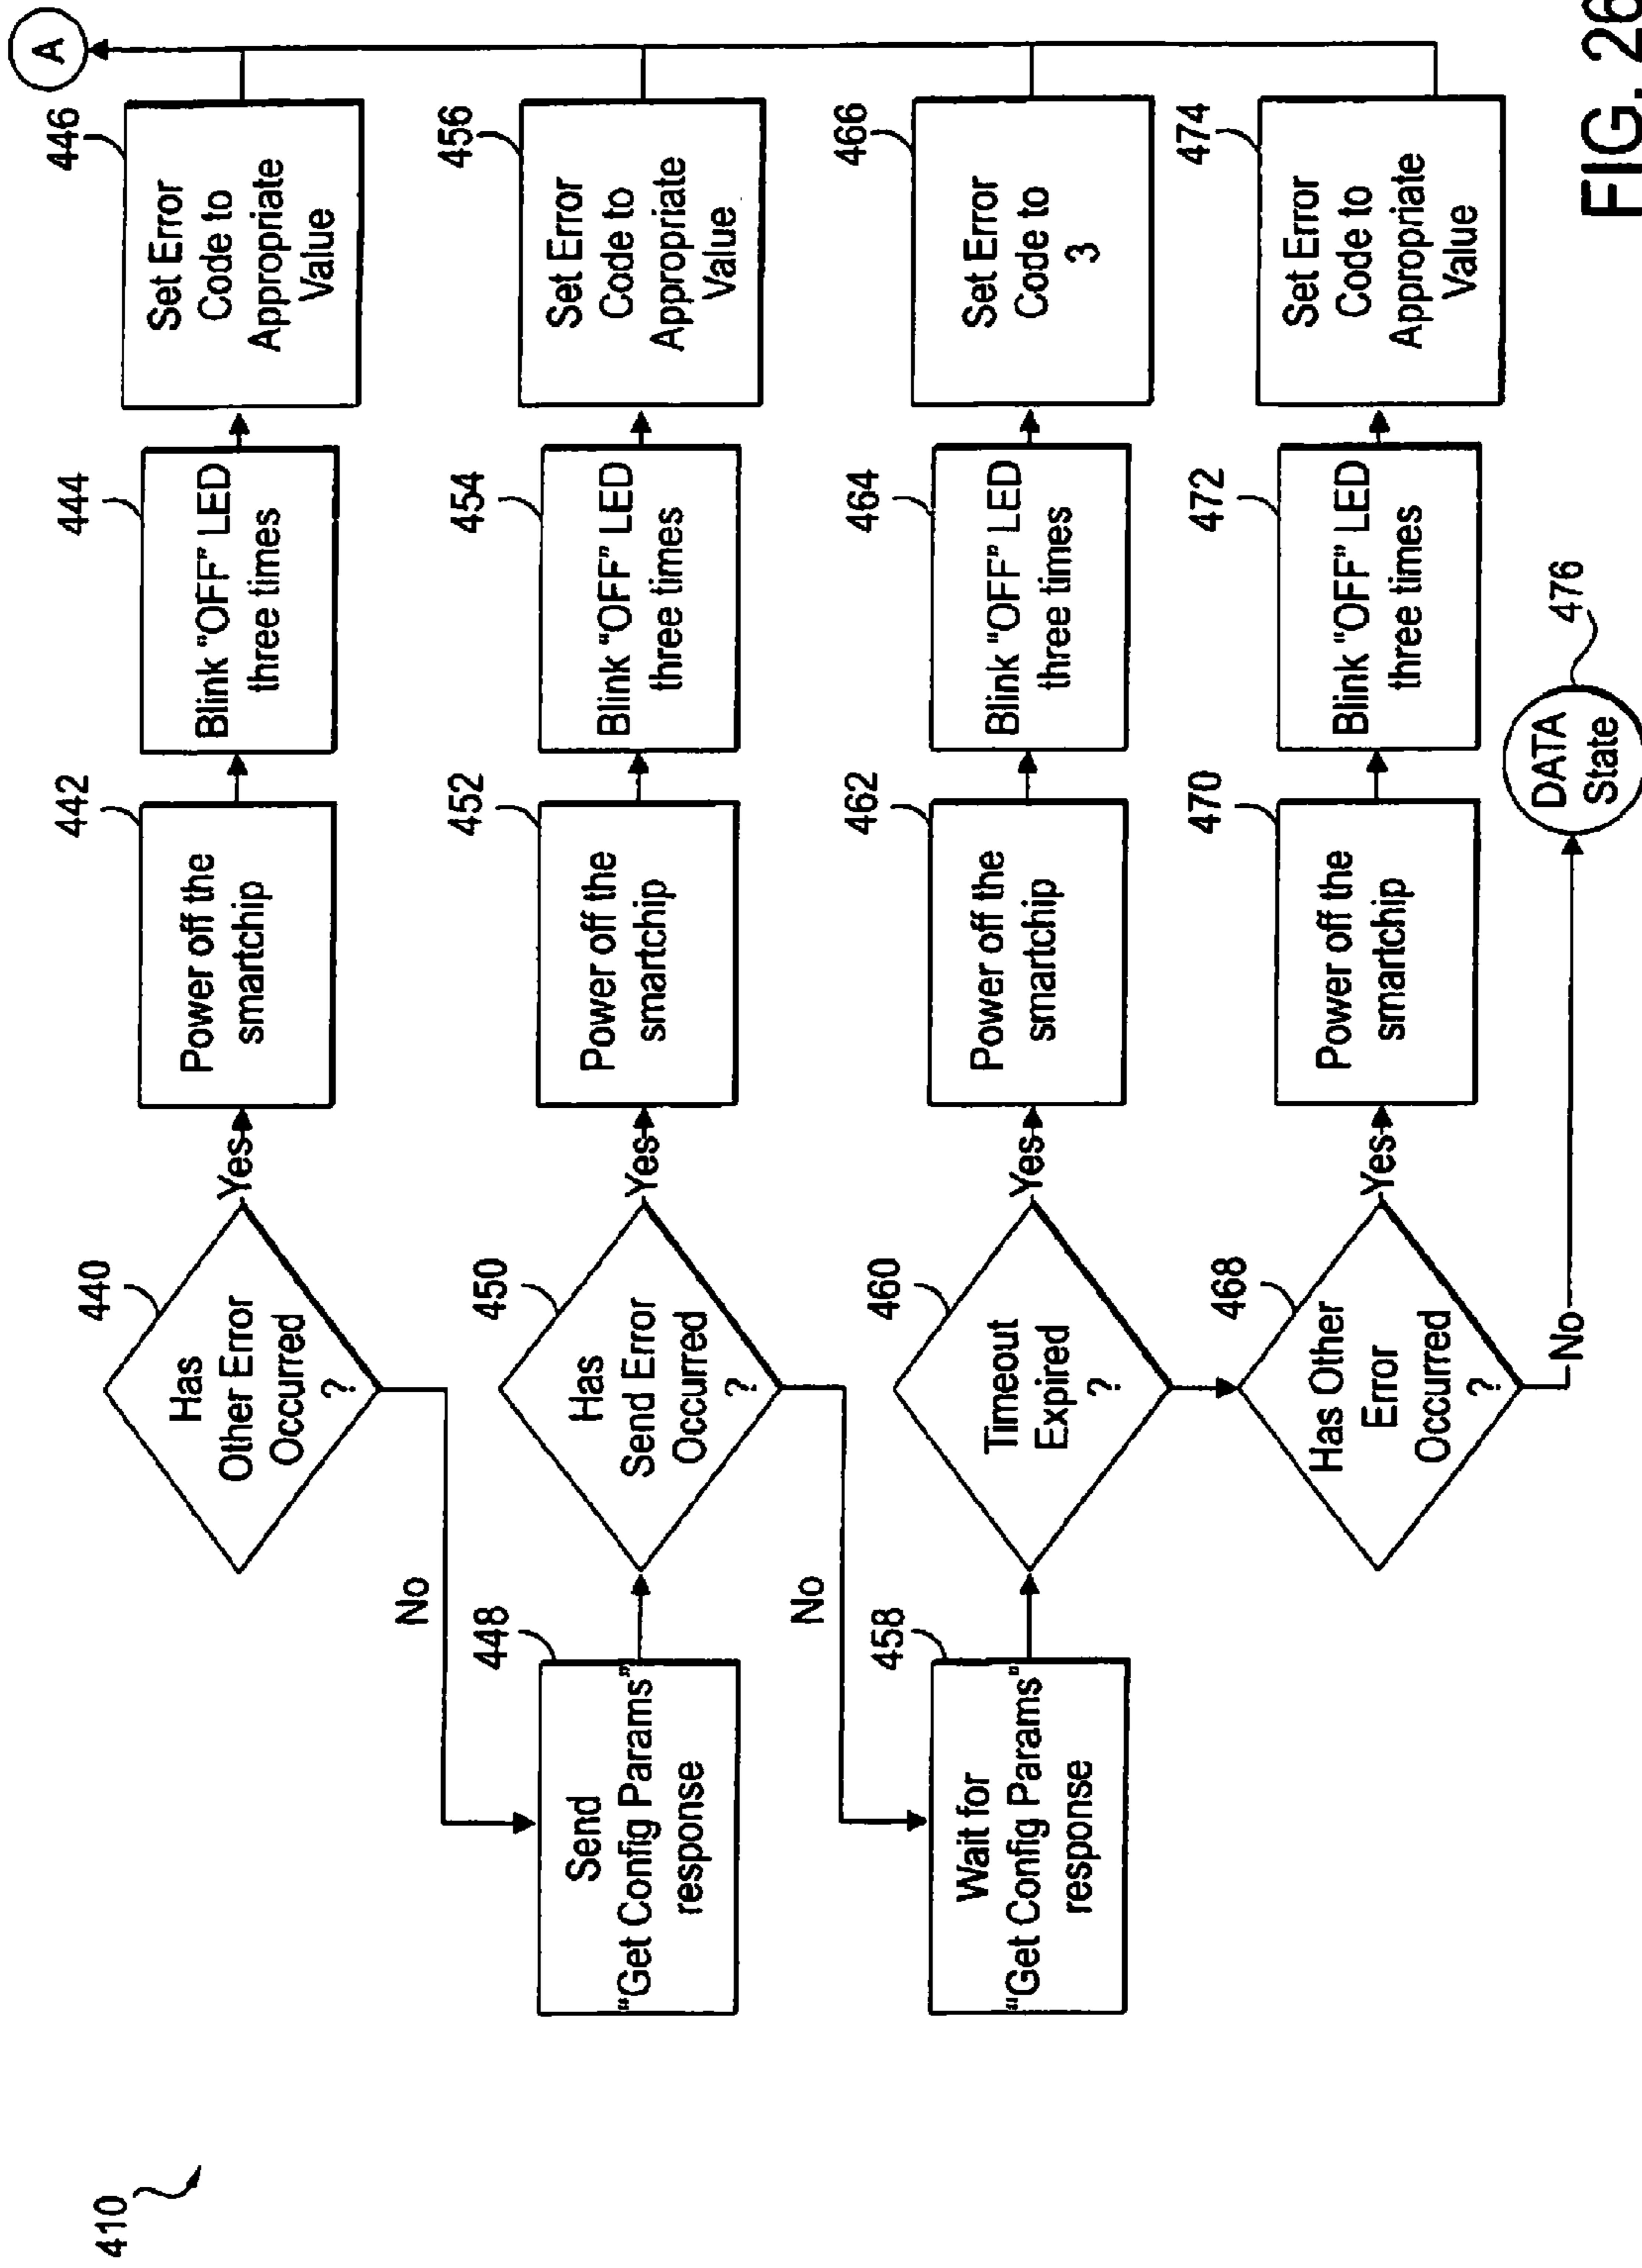 410
A
440
Has
Other Error
Occurred
?
Yes
442
Power off the
smartchip
444
Blink "OFF" LED
three times
446
Set Error
Code to
Appropriate
Value
No
448
Send
"Get Config Params"
response
450
Has
Send Error
Occurred
?
Yes
452
Power off the
smartchip
454
Blink "OFF" LED
three times
456
Set Error
Code to
Appropriate
Value
No
458
Wait for
"Get Config Params"
response
460
Timeout
Expired
?
Yes
462
Power off the
smartchip
464
Blink "OFF" LED
three times
466
Set Error
Code to
3
468
Has Other
Error
Occurred
?
Yes
470
Power off the
smartchip
472
Blink "OFF" LED
three times
474
Set Error
Code to
Appropriate
Value
No
DATA
State
476
FIG. 26